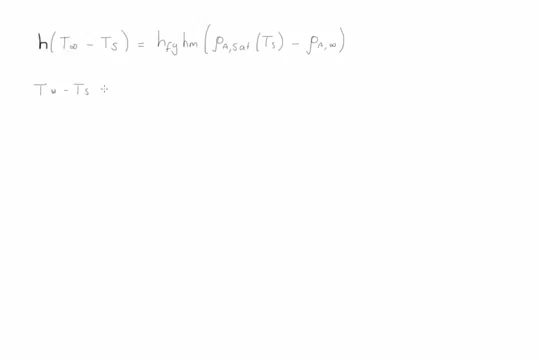 h(T∞ − Ts) = hfg hm (ρA,sat(Ts) − ρA,∞)
T∞ − Ts